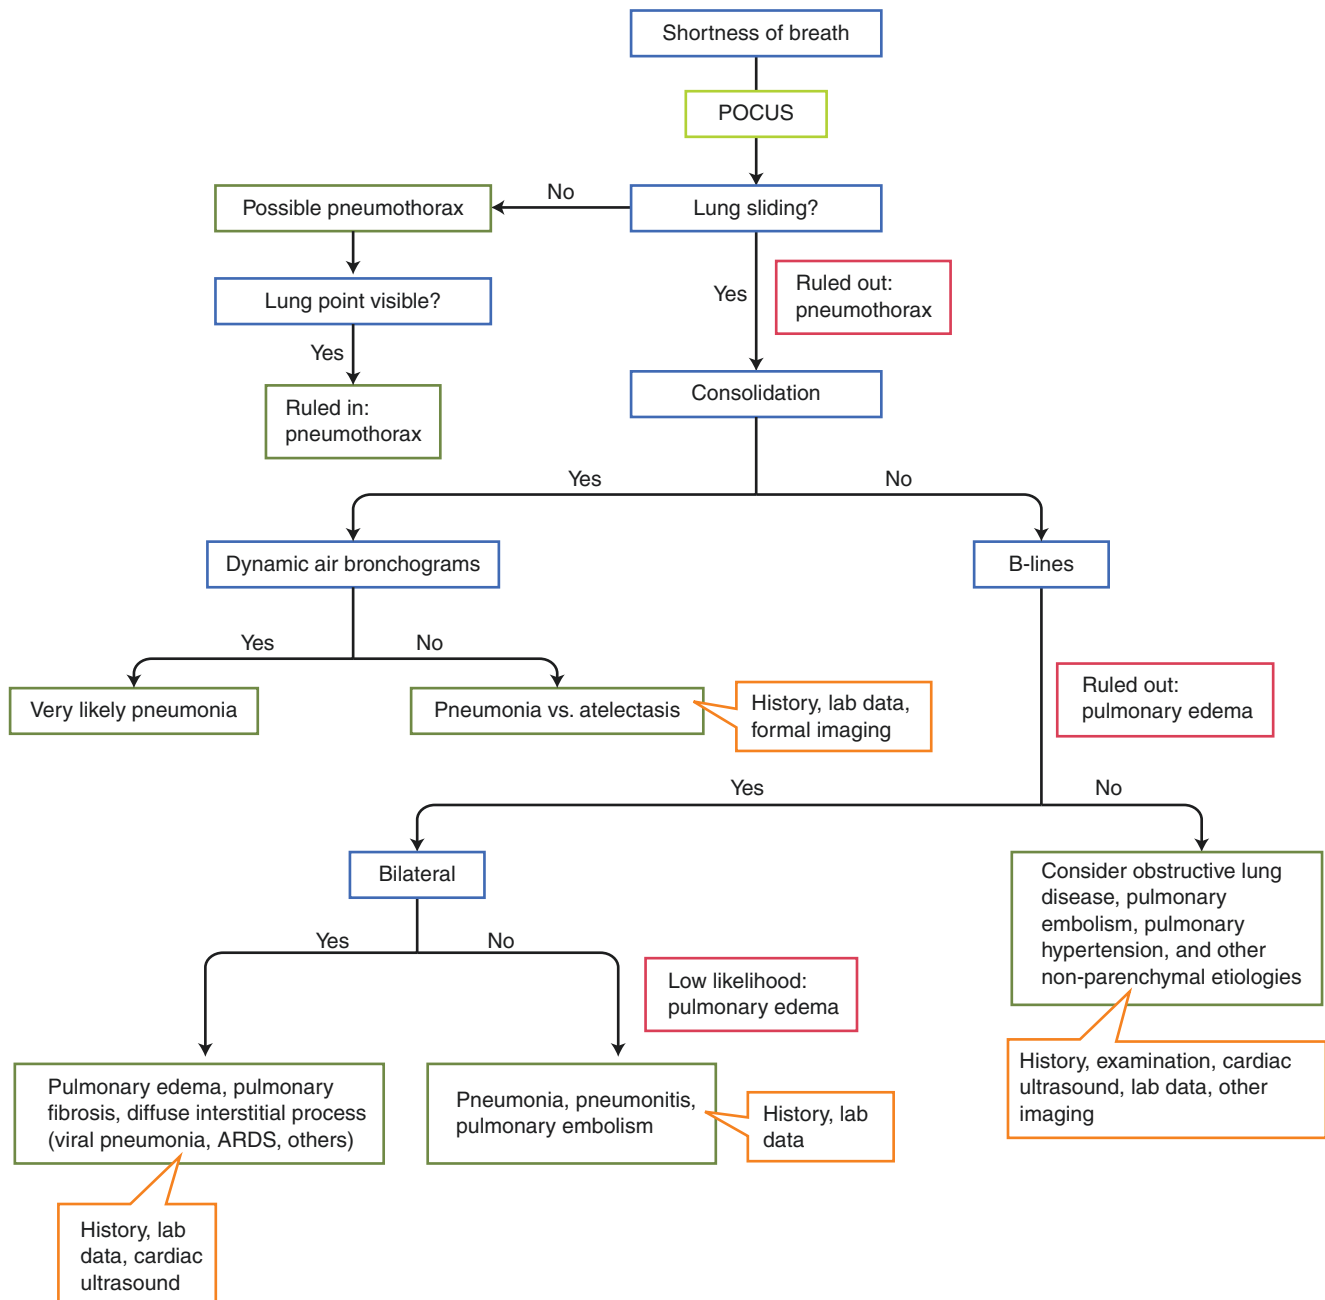 Shortness of breath
POCUS
No
Possible pneumothorax
Lung sliding?
Lung point visible?
Yes
Ruled out:
pneumothorax
Yes
Ruled in:
pneumothorax
Consolidation
Yes
No
Dynamic air bronchograms
B-lines
Yes
No
Very likely pneumonia
Pneumonia vs. atelectasis
History, lab data,
formal imaging
Ruled out:
pulmonary edema
Yes
No
Bilateral
Consider obstructive lung
disease, pulmonary
embolism, pulmonary
hypertension, and other
non-parenchymal etiologies
Yes
No
Low likelihood:
pulmonary edema
History, examination, cardiac
ultrasound, lab data, other
imaging
Pulmonary edema, pulmonary
fibrosis, diffuse interstitial process
(viral pneumonia, ARDS, others)
Pneumonia, pneumonitis,
pulmonary embolism
History, lab
data
History, lab
data, cardiac
ultrasound